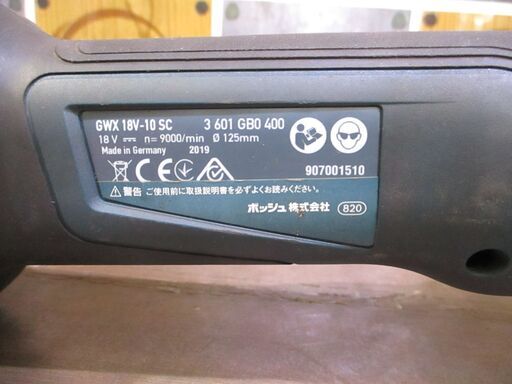 GWX 18V-10 SC 3 601 GB0 400
18 V ⎓ n= 9000/min Ø 125mm
Made in Germany 2019
907001510
⚠ 警告 ご使用前に取扱説明書を必ずよくお読みください。
ボッシュ株式会社 820